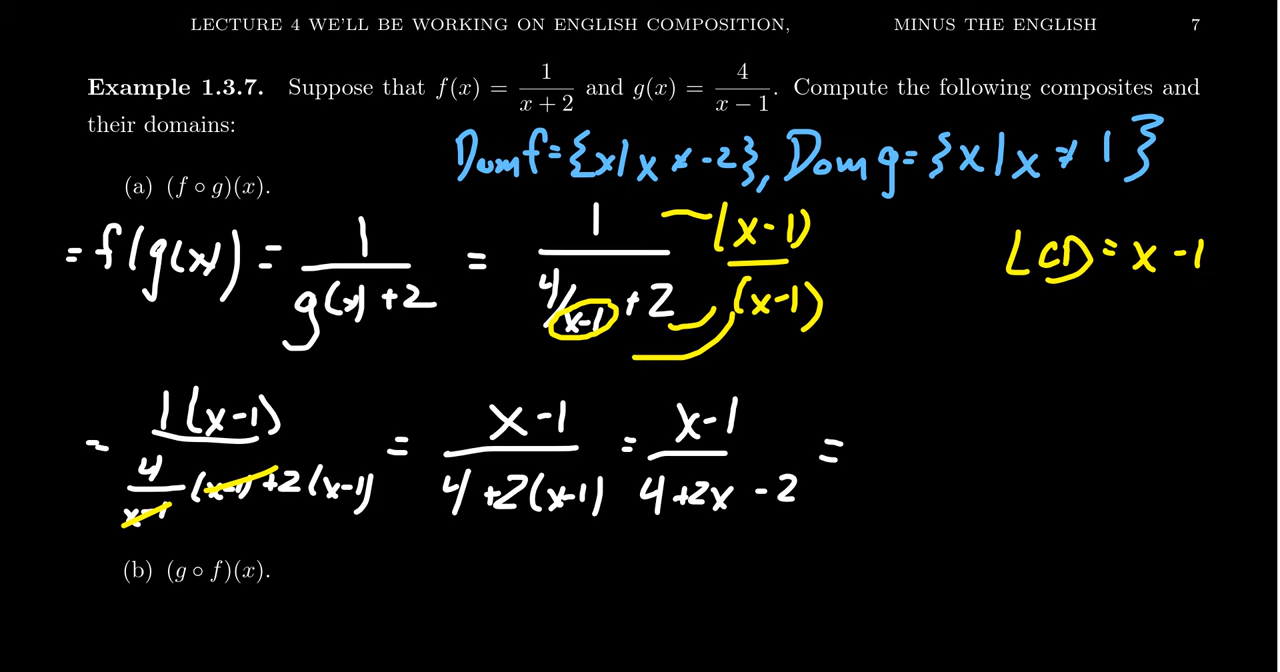 LECTURE 4 WE'LL BE WORKING ON ENGLISH COMPOSITION, MINUS THE ENGLISH 7
Example 1.3.7. Suppose that f(x) = 1/(x + 2) and g(x) = 4/(x − 1). Compute the following composites and
their domains:
Dom f = {x | x ≠ -2}, Dom g = {x | x ≠ 1}
(a) (f ∘ g)(x).
= f(g(x)) = 1/(g(x) + 2) = 1/(4/(x-1) + 2) (x-1)/(x-1) LCD = x - 1
= 1(x-1)/(4/(x-1) (x-1) + 2(x-1)) = (x-1)/(4+2(x-1)) = (x-1)/(4+2x-2) =
(b) (g ∘ f)(x).